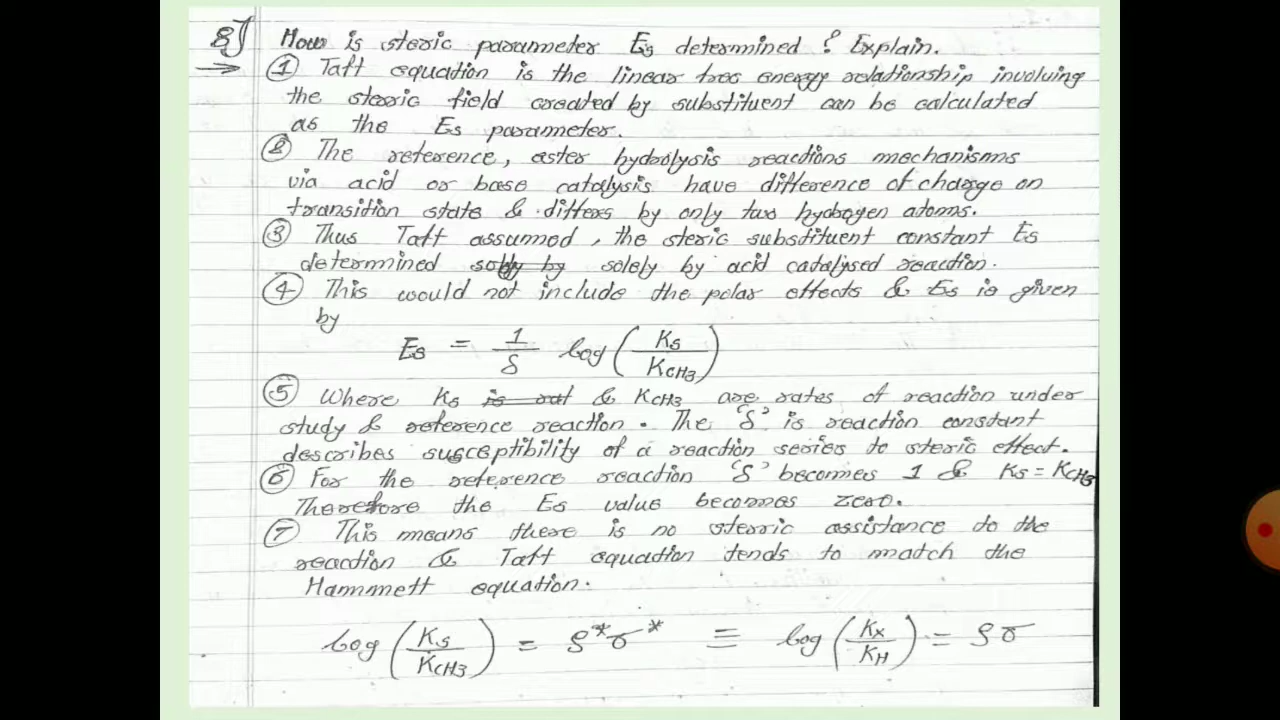 8] How is steric parameter Es determined ? Explain.
① Taft equation is the linear free energy relationship involving
the steric field created by substituent can be calculated
as the Es parameter.
② The reference, aster hydrolysis reactions mechanisms
via acid or base catalysis have difference of charge on
transition state & differs by only two hydrogen atoms.
③ Thus Taft assumed, the steric substituent constant Es
determined solely by solely by acid catalysed reaction.
④ This would not include the polar effects & Es is given
by
Es = 1/δ log (Ks/KCH3)
⑤ Where Ks is rat & KCH3 are rates of reaction under
study & reference reaction. The 'δ' is reaction constant
describes susceptibility of a reaction series to steric effect.
⑥ For the reference reaction 'δ' becomes 1 & Ks = KCH3
Therefore the Es value becomes zero.
⑦ This means there is no sterric assistance to the
reaction & Taft equation tends to match the
Hammett equation.
log (Ks/KCH3) = ρ*σ* ≡ log (Kx/KH) = ρσ